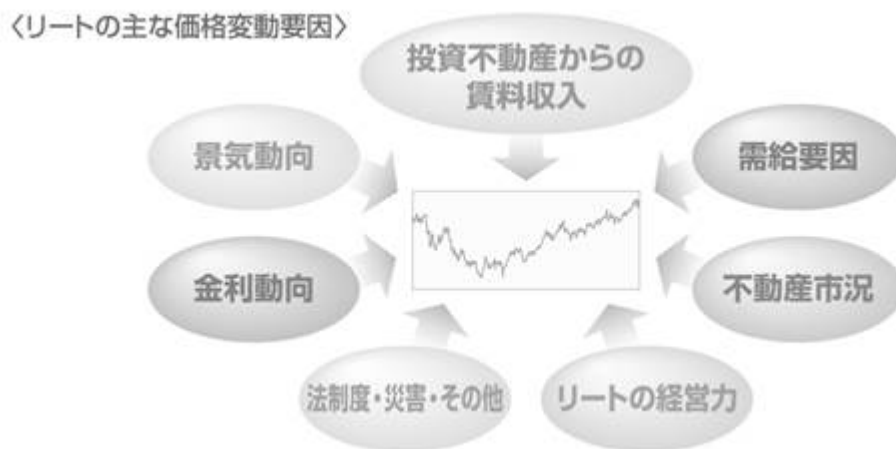 〈リートの主な価格変動要因〉
投資不動産からの
賃料収入
景気動向
需給要因
金利動向
不動産市況
法制度・災害・その他
リートの経営力